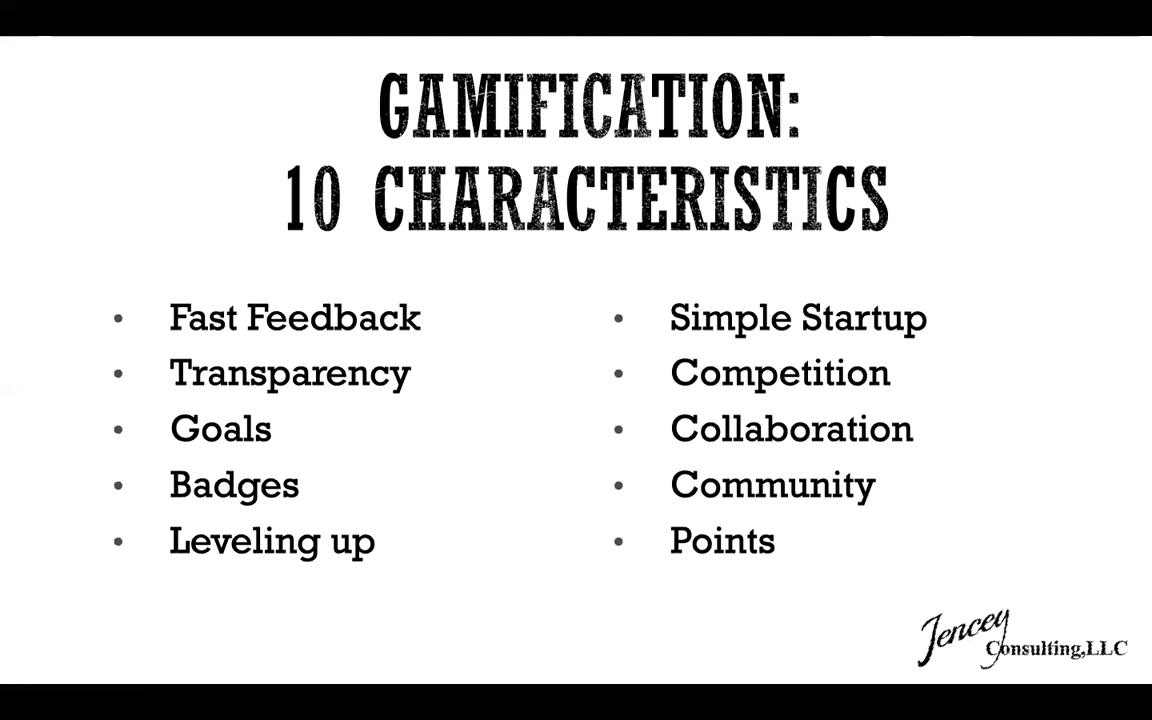 GAMIFICATION:
10 CHARACTERISTICS
• Fast Feedback
• Transparency
• Goals
• Badges
• Leveling up
• Simple Startup
• Competition
• Collaboration
• Community
• Points
Jencey
Consulting,LLC